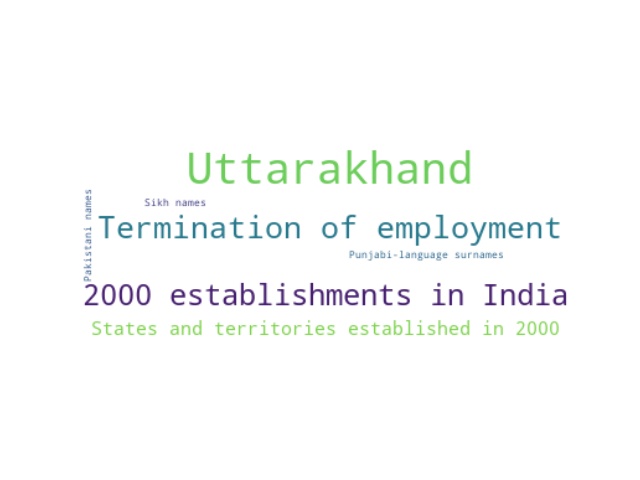 Uttarakhand
Pakistani names
Sikh names
Termination of employment
Punjabi-language surnames
2000 establishments in India
States and territories established in 2000